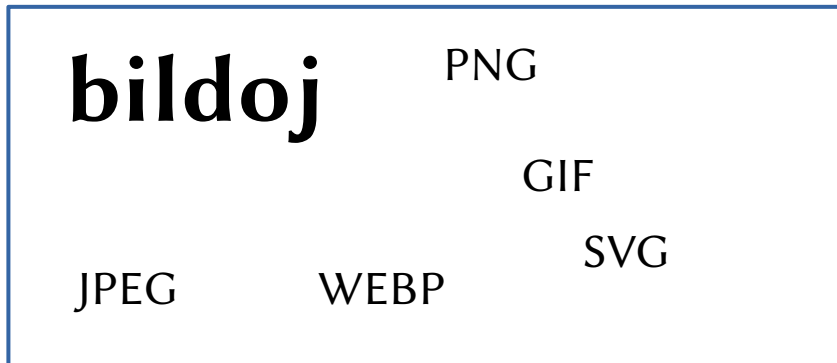 bildoj
PNG
GIF
SVG
JPEG
WEBP